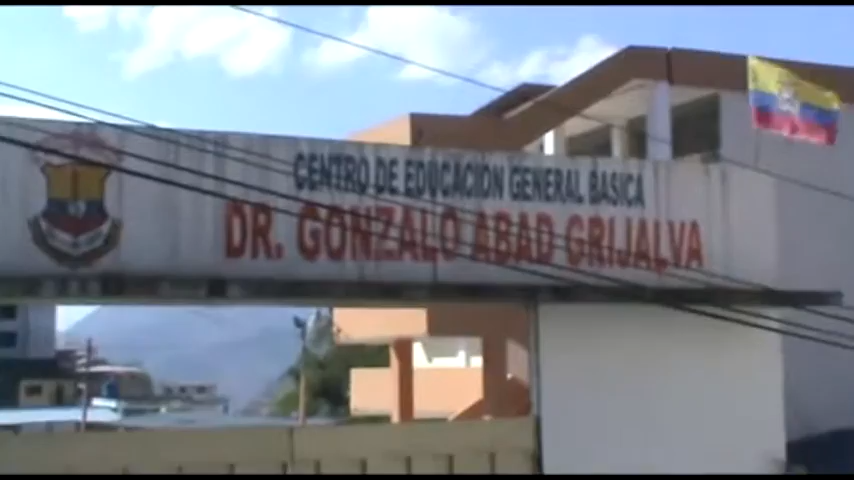 CENTRO DE EDUCACIÓN GENERAL BÁSICA
DR. GONZALO ABAD GRIJALVA